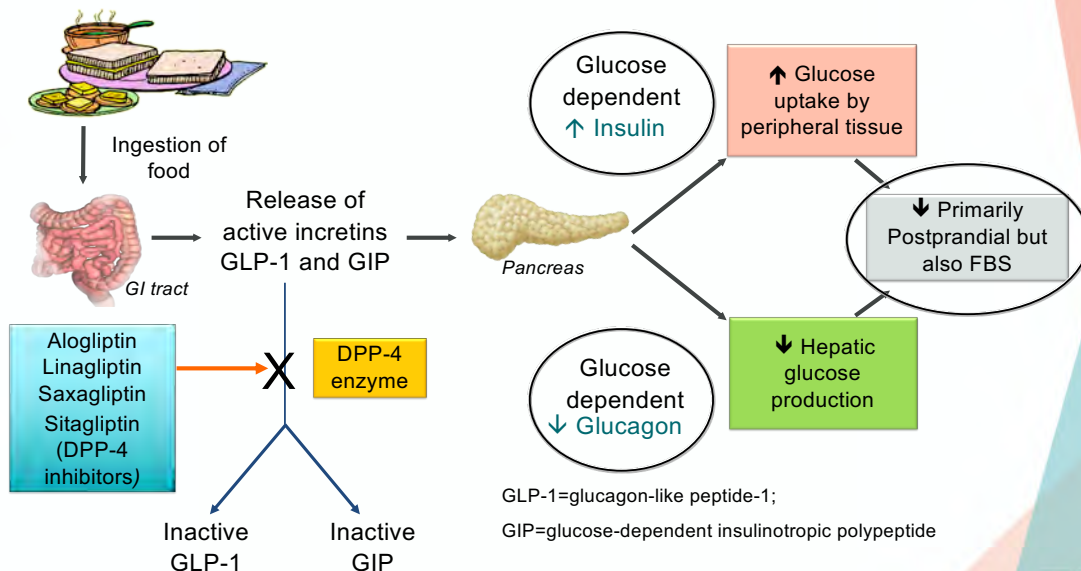 Ingestion of
food
GI tract
Release of
active incretins
GLP-1 and GIP
Pancreas
Glucose
dependent
↑ Insulin
↑ Glucose
uptake by
peripheral tissue
↓ Primarily
Postprandial but
also FBS
Alogliptin
Linagliptin
Saxagliptin
Sitagliptin
(DPP-4
inhibitors)
X
DPP-4
enzyme
Glucose
dependent
↓ Glucagon
↓ Hepatic
glucose
production
Inactive
GLP-1
Inactive
GIP
GLP-1=glucagon-like peptide-1;
GIP=glucose-dependent insulinotropic polypeptide